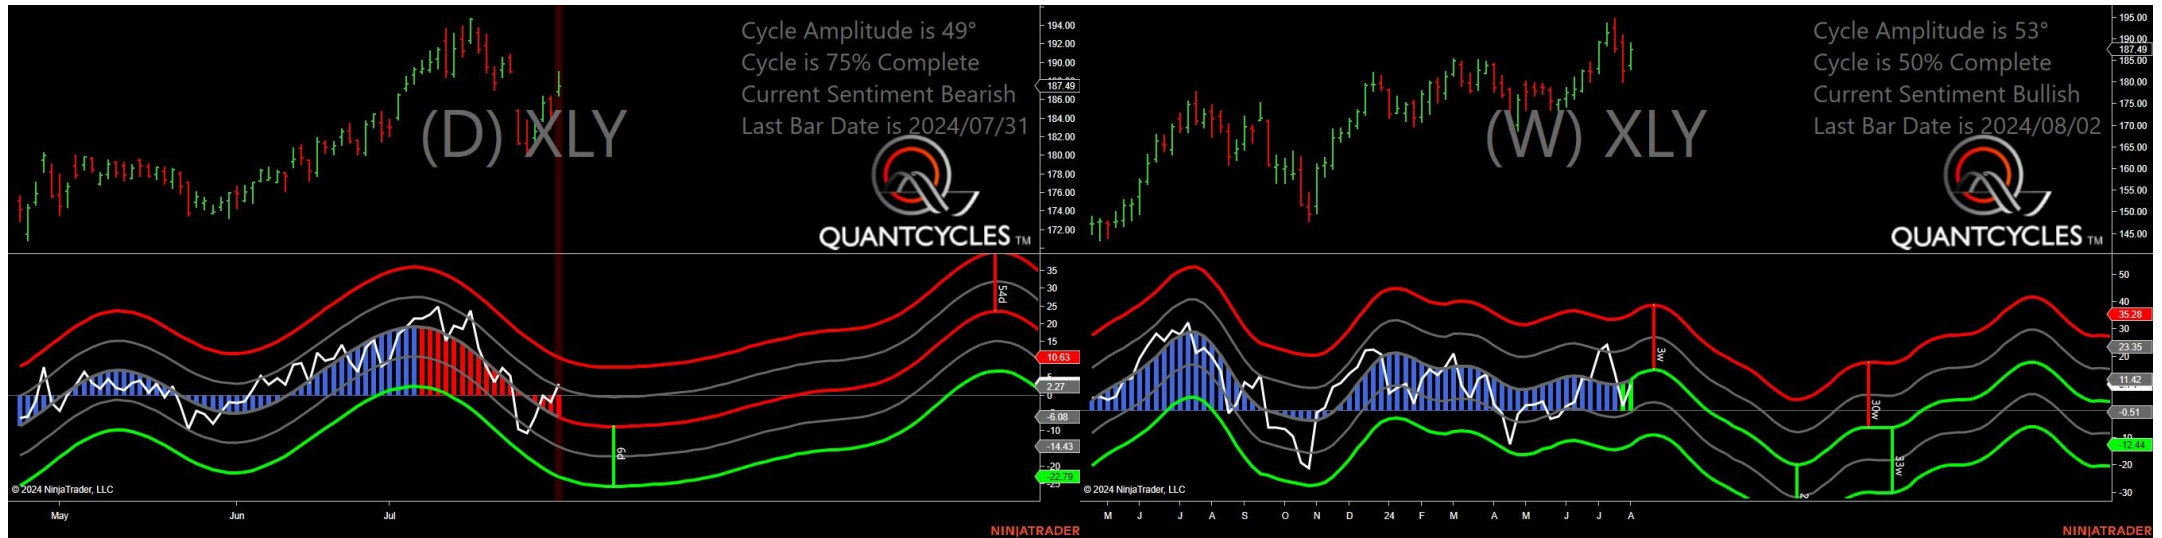 Cycle Amplitude is 49°
Cycle is 75% Complete
Current Sentiment Bearish
Last Bar Date is 2024/07/31
(D) XLY
QUANTCYCLES TM
194.00
192.00
190.00
187.49
186.00
184.00
182.00
180.00
178.00
176.00
174.00
172.00
35
30
25
20
15
10.63
2.27
0
-6.08
-10
-14.43
-20
-22.79
-25
54d
6d
© 2024 NinjaTrader, LLC
May Jun Jul
NINJATRADER
Cycle Amplitude is 53°
Cycle is 50% Complete
Current Sentiment Bullish
Last Bar Date is 2024/08/02
(W) XLY
QUANTCYCLES TM
195.00
190.00
187.49
185.00
180.00
175.00
170.00
165.00
160.00
155.00
150.00
145.00
50
40
35.28
30
23.35
20
11.42
-0.51
-12.44
-20
-30
3w
30w
33w
2
© 2024 NinjaTrader, LLC
M J J A S O N D 24 F M A M J J A
NINJATRADER